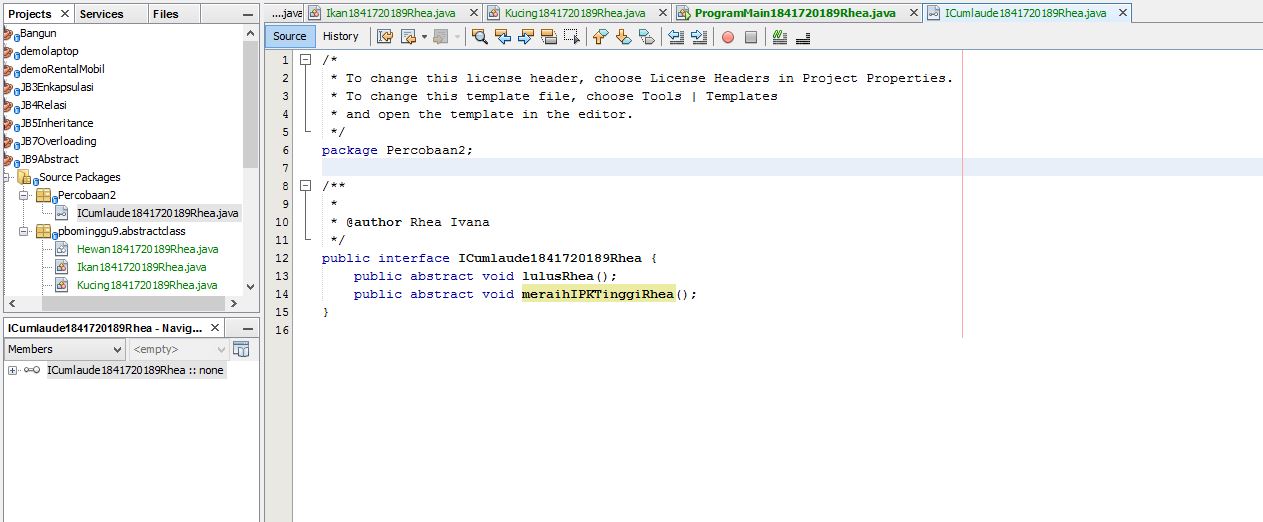 Projects
Services
Files
Bangun
demolaptop
demoRentalMobil
JB3Enkapsulasi
JB4Relasi
JB5Inheritance
JB7Overloading
JB9Abstract
Source Packages
Percobaan2
ICumlaude1841720189Rhea.java
pbominggu9.abstractclass
Hewan1841720189Rhea.java
Ikan1841720189Rhea.java
Kucing1841720189Rhea.java
ICumlaude1841720189Rhea - Navig...
Members
<empty>
ICumlaude1841720189Rhea :: none
....java
Ikan1841720189Rhea.java
Kucing1841720189Rhea.java
ProgramMain1841720189Rhea.java
ICumlaude1841720189Rhea.java
Source
History
1 /*
2 * To change this license header, choose License Headers in Project Properties.
3 * To change this template file, choose Tools | Templates
4 * and open the template in the editor.
5 */
6 package Percobaan2;
7
8 /**
9 *
10 * @author Rhea Ivana
11 */
12 public interface ICumlaude1841720189Rhea {
13 public abstract void lulusRhea();
14 public abstract void meraihIPKTinggiRhea();
15 }
16